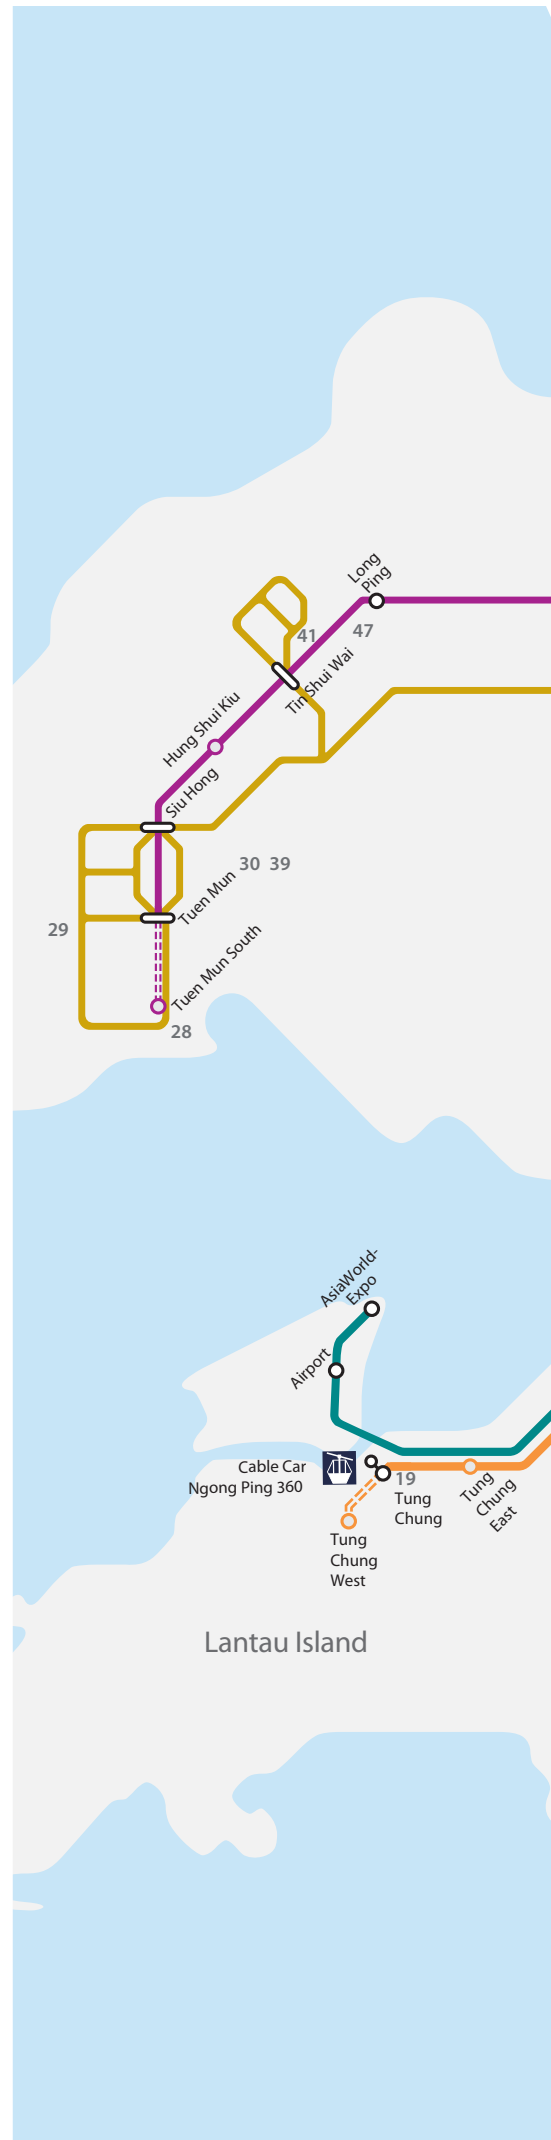 Long
Ping
47
41
Tin Shui Wai
Hung Shui Kiu
Siu Hong
30 39
Tuen Mun
29
Tuen Mun South
28
AsiaWorld-
Expo
Airport
Cable Car
Ngong Ping 360
19
Tung
Chung
Tung
Chung
East
Tung
Chung
West
Lantau Island